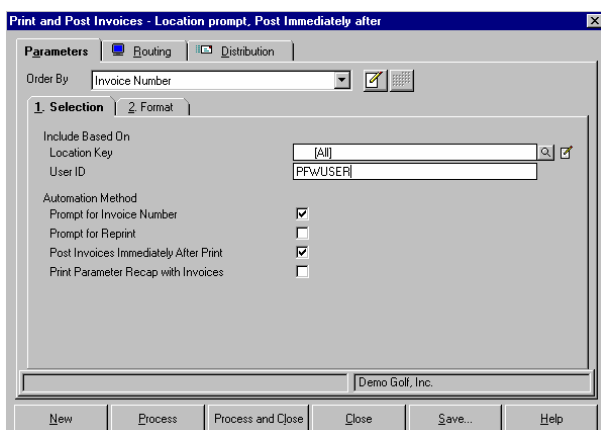 Print and Post Invoices - Location prompt, Post Immediately after
Parameters Routing Distribution
Order By Invoice Number
1. Selection 2. Format
Include Based On
Location Key [All]
User ID PFWUSER
Automation Method
Prompt for Invoice Number
Prompt for Reprint
Post Invoices Immediately After Print
Print Parameter Recap with Invoices
Demo Golf, Inc.
New Process Process and Close Close Save... Help